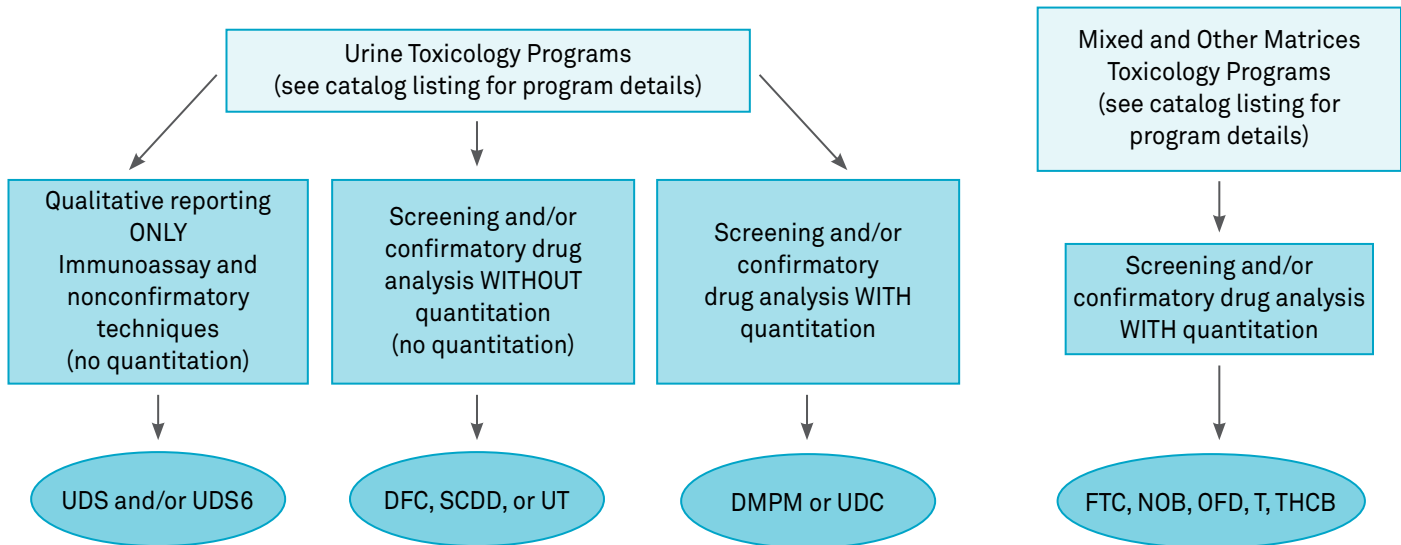 Urine Toxicology Programs
(see catalog listing for program details)
Mixed and Other Matrices
Toxicology Programs
(see catalog listing for
program details)
Qualitative reporting
ONLY
Immunoassay and
nonconfirmatory
techniques
(no quantitation)
Screening and/or
confirmatory drug
analysis WITHOUT
quantitation
(no quantitation)
Screening and/or
confirmatory
drug analysis WITH
quantitation
Screening and/or
confirmatory drug analysis
WITH quantitation
UDS and/or UDS6
DFC, SCDD, or UT
DMPM or UDC
FTC, NOB, OFD, T, THCB